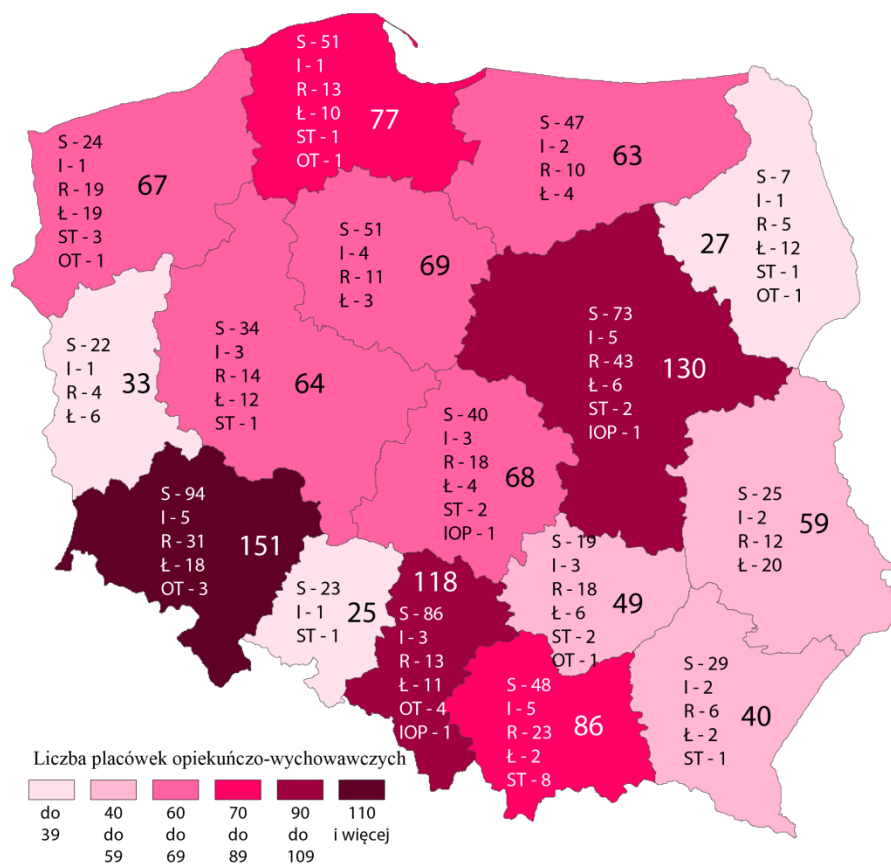 S - 51
I - 1
R - 13
Ł - 10
ST - 1
OT - 1
77
S - 47
I - 2
R - 10
Ł - 4
63
S - 24
I - 1
R - 19
Ł - 19
ST - 3
OT - 1
67
S - 7
I - 1
R - 5
Ł - 12
ST - 1
OT - 1
27
S - 51
I - 4
R - 11
Ł - 3
69
S - 73
I - 5
R - 43
Ł - 6
ST - 2
IOP - 1
130
S - 34
I - 3
R - 14
Ł - 12
ST - 1
64
S - 22
I - 1
R - 4
Ł - 6
33
S - 40
I - 3
R - 18
Ł - 4
ST - 2
IOP - 1
68
S - 25
I - 2
R - 12
Ł - 20
59
S - 94
I - 5
R - 31
Ł - 18
OT - 3
151
S - 23
I - 1
ST - 1
25
118
S - 86
I - 3
R - 13
Ł - 11
OT - 4
IOP - 1
S - 19
I - 3
R - 18
Ł - 6
ST - 2
OT - 1
49
S - 48
I - 5
R - 23
Ł - 2
ST - 8
86
S - 29
I - 2
R - 6
Ł - 2
ST - 1
40
Liczba placówek opiekuńczo-wychowawczych
do 39
40 do 59
60 do 69
70 do 89
90 do 109
110 i więcej